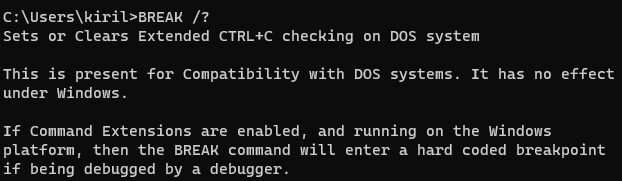 C:\Users\kiril>BREAK /?
Sets or Clears Extended CTRL+C checking on DOS system
This is present for Compatibility with DOS systems. It has no effect
under Windows.
If Command Extensions are enabled, and running on the Windows
platform, then the BREAK command will enter a hard coded breakpoint
if being debugged by a debugger.